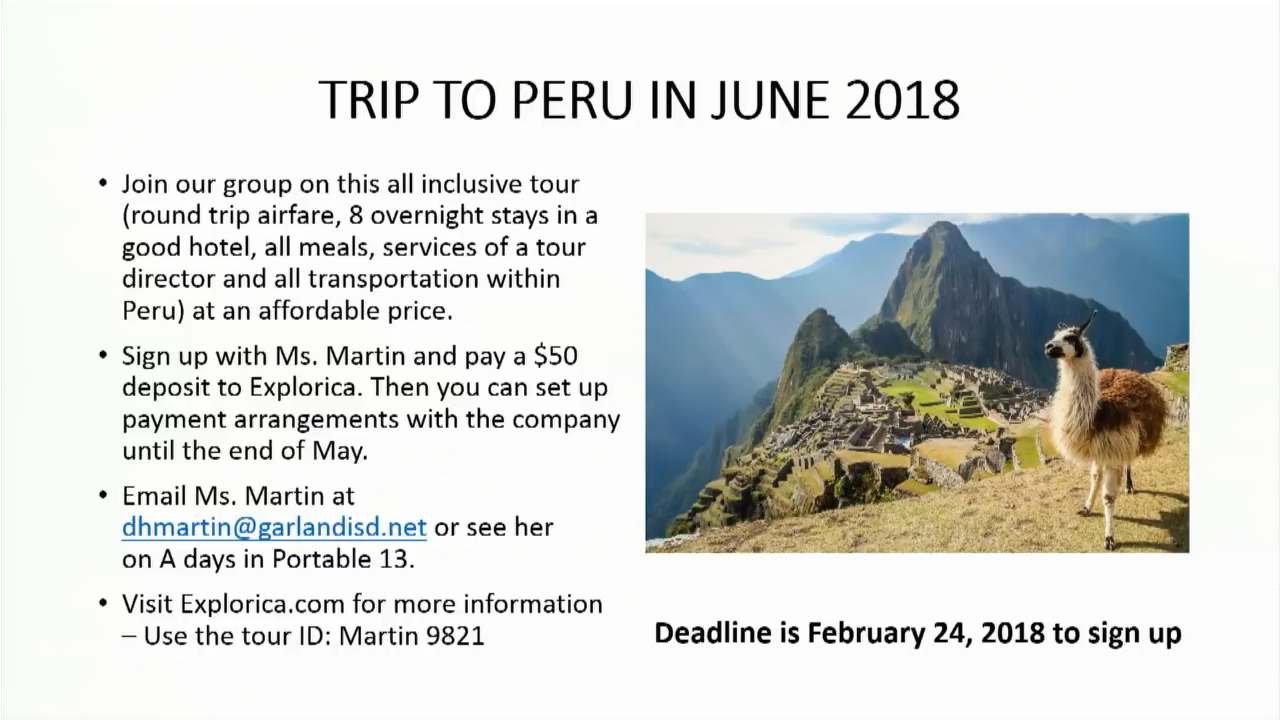 TRIP TO PERU IN JUNE 2018
• Join our group on this all inclusive tour
(round trip airfare, 8 overnight stays in a
good hotel, all meals, services of a tour
director and all transportation within
Peru) at an affordable price.
• Sign up with Ms. Martin and pay a $50
deposit to Explorica. Then you can set up
payment arrangements with the company
until the end of May.
• Email Ms. Martin at
dhmartin@garlandisd.net or see her
on A days in Portable 13.
• Visit Explorica.com for more information
– Use the tour ID: Martin 9821
Deadline is February 24, 2018 to sign up